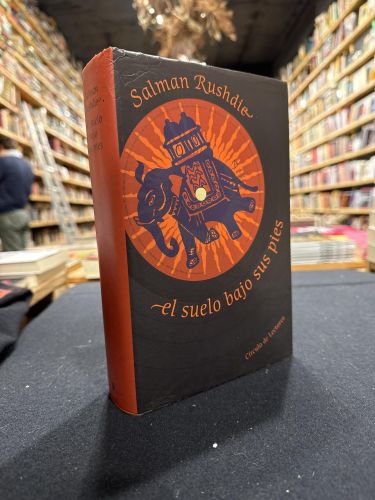 Salman Rushdie
el suelo bajo sus pies
Círculo de Lectores